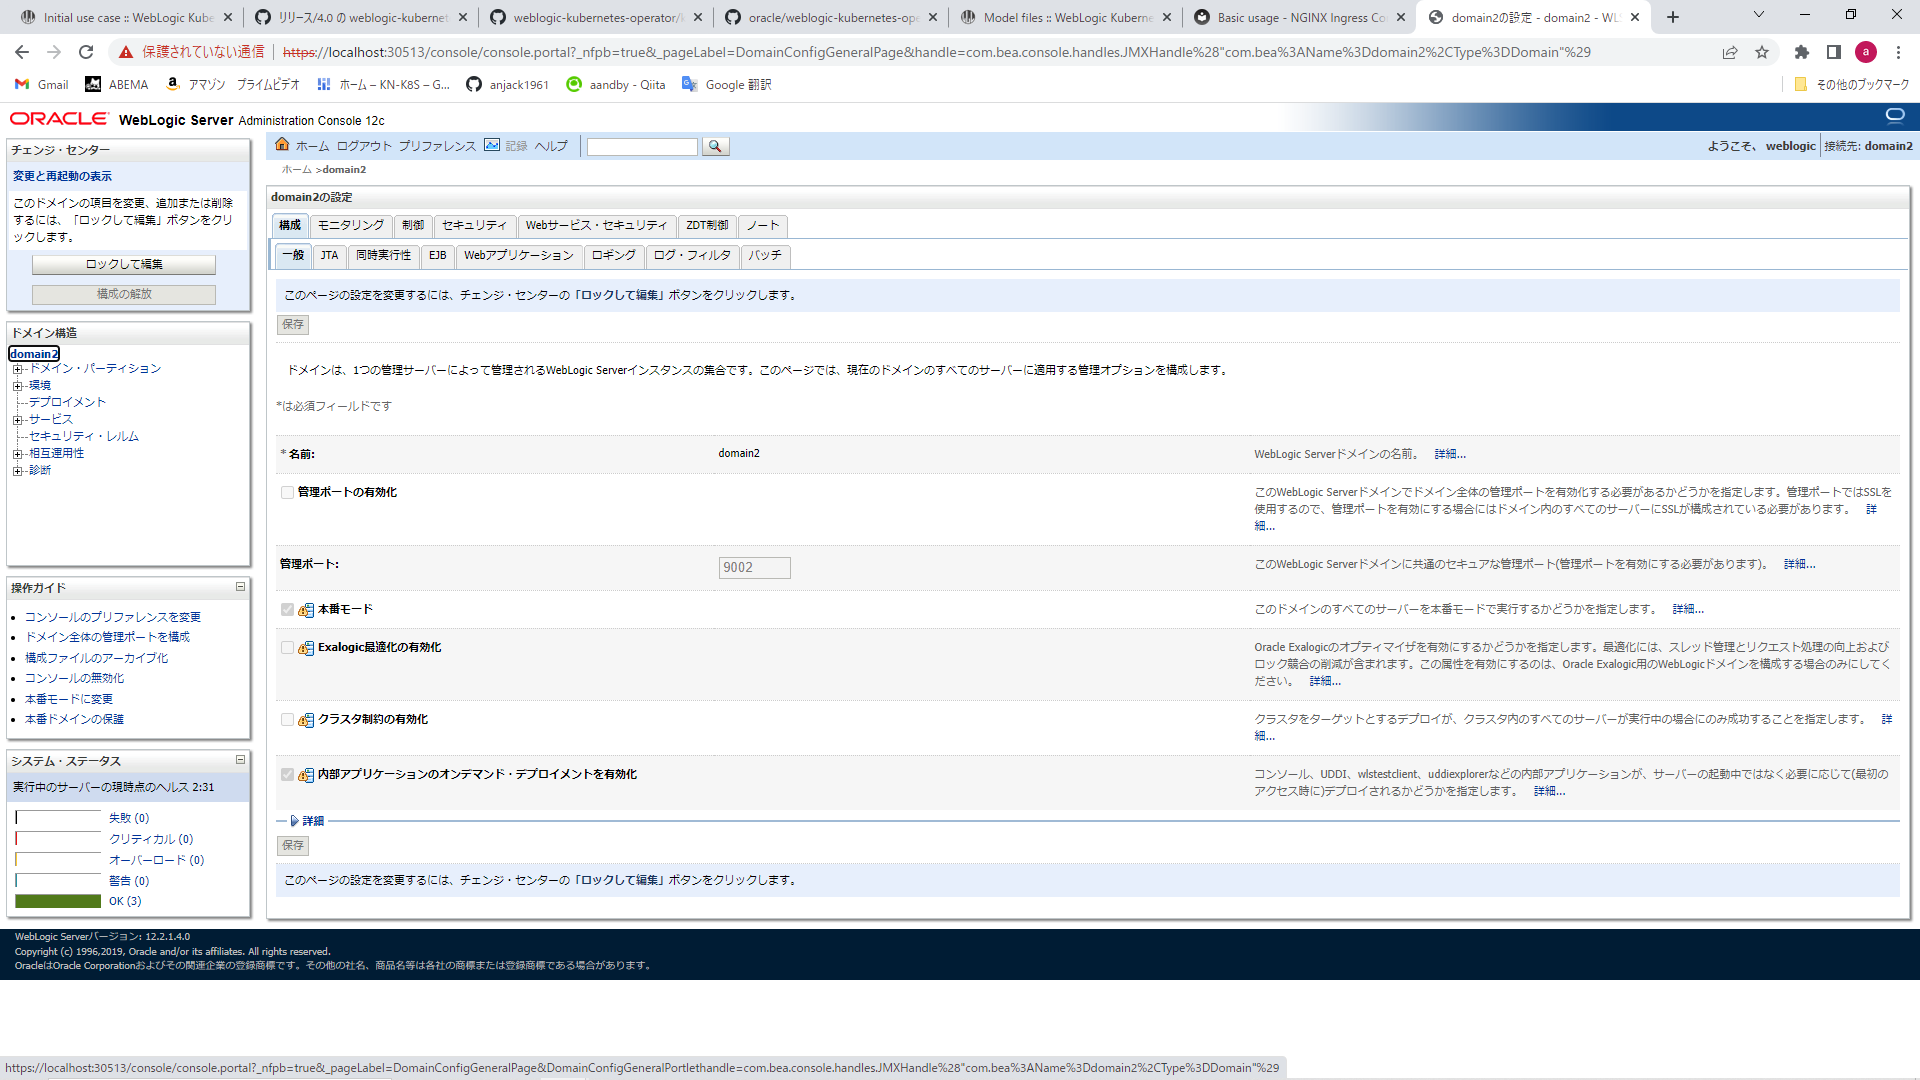 Initial use case :: WebLogic Kube
リリース/4.0 の weblogic-kubernet
weblogic-kubernetes-operator/k
oracle/weblogic-kubernetes-ope
Model files :: WebLogic Kuberne
Basic usage - NGINX Ingress Co
domain2の設定 - domain2 - WLS
保護されていない通信
https://localhost:30513/console/console.portal?_nfpb=true&_pageLabel=DomainConfigGeneralPage&handle=com.bea.console.handles.JMXHandle%28"com.bea%3AName%3Ddomain2%2CType%3DDomain"%29
a
Gmail
ABEMA
アマゾン プライムビデオ
ホーム – KN-K8S – G...
anjack1961
aandby - Qiita
Google 翻訳
その他のブックマーク
ORACLE WebLogic Server Administration Console 12c
チェンジ・センター
変更と再起動の表示
このドメインの項目を変更、追加または削除
するには、「ロックして編集」ボタンをクリ
ックします。
ロックして編集
構成の解放
ドメイン構造
domain2
ドメイン・パーティション
環境
デプロイメント
サービス
セキュリティ・レルム
相互運用性
診断
操作ガイド
コンソールのプリファレンスを変更
ドメイン全体の管理ポートを構成
構成ファイルのアーカイブ化
コンソールの無効化
本番モードに変更
本番ドメインの保護
システム・ステータス
実行中のサーバーの現時点のヘルス 2:31
失敗 (0)
クリティカル (0)
オーバーロード (0)
警告 (0)
OK (3)
ホーム ログアウト プリファレンス 記録 ヘルプ
ようこそ、 weblogic 接続先: domain2
ホーム >domain2
domain2の設定
構成 モニタリング 制御 セキュリティ Webサービス・セキュリティ ZDT制御 ノート
一般 JTA 同時実行性 EJB Webアプリケーション ロギング ログ・フィルタ バッチ
このページの設定を変更するには、チェンジ・センターの「ロックして編集」ボタンをクリックします。
保存
ドメインは、1つの管理サーバーによって管理されるWebLogic Serverインスタンスの集合です。このページでは、現在のドメインのすべてのサーバーに適用する管理オプションを構成します。
*は必須フィールドです
* 名前:
domain2
WebLogic Serverドメインの名前。 詳細...
管理ポートの有効化
このWebLogic Serverドメインでドメイン全体の管理ポートを有効化する必要があるかどうかを指定します。管理ポートではSSLを
使用するので、管理ポートを有効にする場合にはドメイン内のすべてのサーバーにSSLが構成されている必要があります。 詳
細...
管理ポート:
9002
このWebLogic Serverドメインに共通のセキュアな管理ポート(管理ポートを有効にする必要があります)。 詳細...
本番モード
このドメインのすべてのサーバーを本番モードで実行するかどうかを指定します。 詳細...
Exalogic最適化の有効化
Oracle Exalogicのオプティマイザを有効にするかどうかを指定します。最適化には、スレッド管理とリクエスト処理の向上および
ロック競合の削減が含まれます。この属性を有効にするのは、Oracle Exalogic用のWebLogicドメインを構成する場合のみにしてく
ださい。 詳細...
クラスタ制約の有効化
クラスタをターゲットとするデプロイが、クラスタ内のすべてのサーバーが実行中の場合にのみ成功することを指定します。 詳
細...
内部アプリケーションのオンデマンド・デプロイメントを有効化
コンソール、UDDI、wlstestclient、uddiexplorerなどの内部アプリケーションが、サーバーの起動中ではなく必要に応じて(最初の
アクセス時に)デプロイされるかどうかを指定します。 詳細...
詳細
保存
このページの設定を変更するには、チェンジ・センターの「ロックして編集」ボタンをクリックします。
WebLogic Serverバージョン: 12.2.1.4.0
Copyright (c) 1996,2019, Oracle and/or its affiliates. All rights reserved.
OracleはOracle Corporationおよびその関連企業の登録商標です。その他の社名、商品名等は各社の商標または登録商標である場合があります。
https://localhost:30513/console/console.portal?_nfpb=true&_pageLabel=DomainConfigGeneralPage&DomainConfigGeneralPortlethandle=com.bea.console.handles.JMXHandle%28"com.bea%3AName%3Ddomain2%2CType%3DDomain"%29